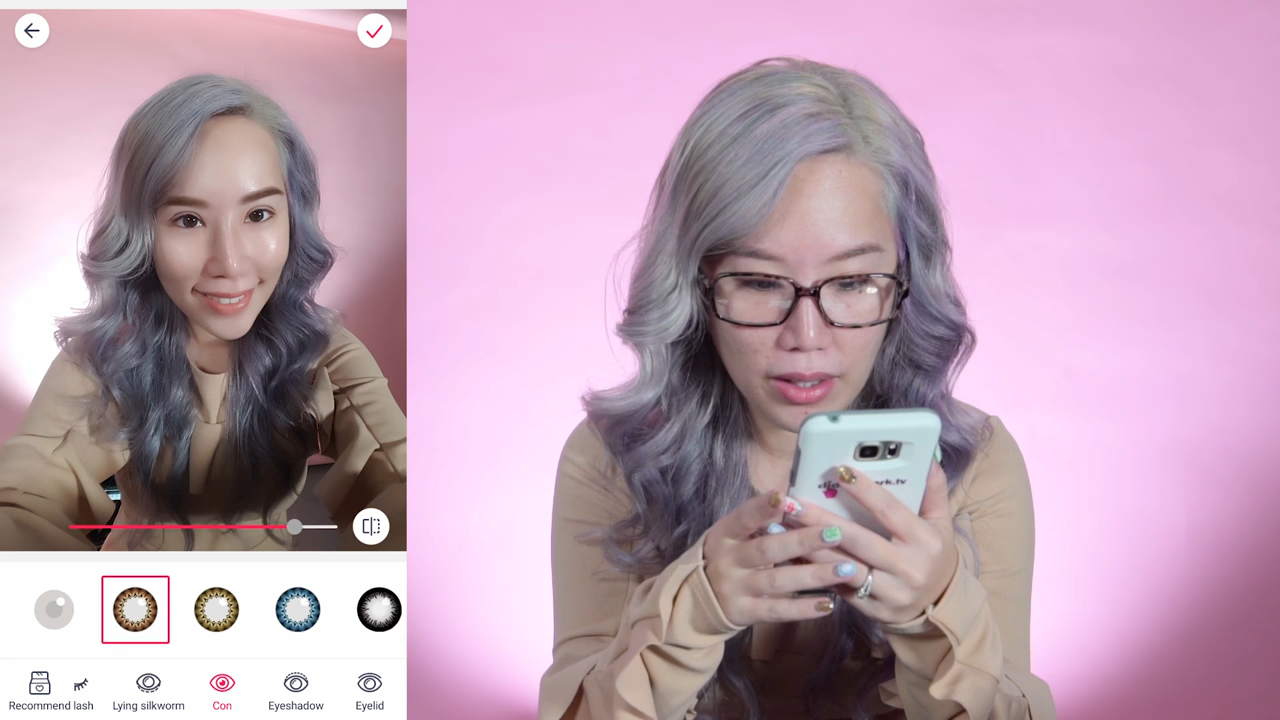 Recommend lash
Lying silkworm
Con
Eyeshadow
Eyelid